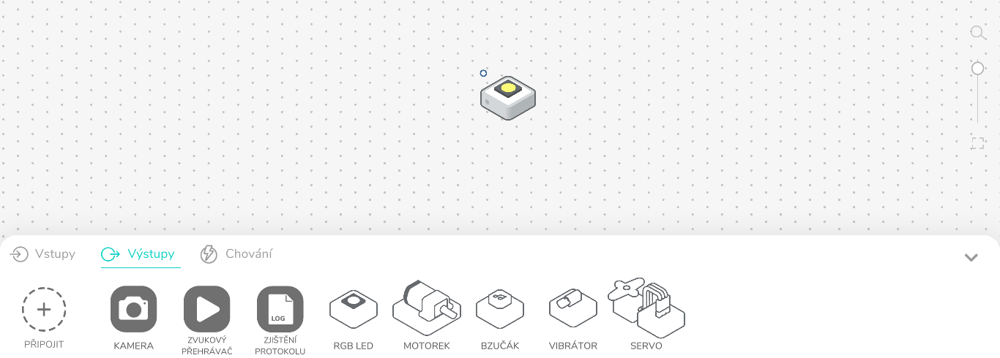 Vstupy
Výstupy
Chování
PŘIPOJIT
KAMERA
ZVUKOVÝ
PŘEHRÁVAČ
LOG
ZJIŠTĚNÍ
PROTOKOLU
RGB LED
MOTOREK
BZUČÁK
VIBRÁTOR
SERVO